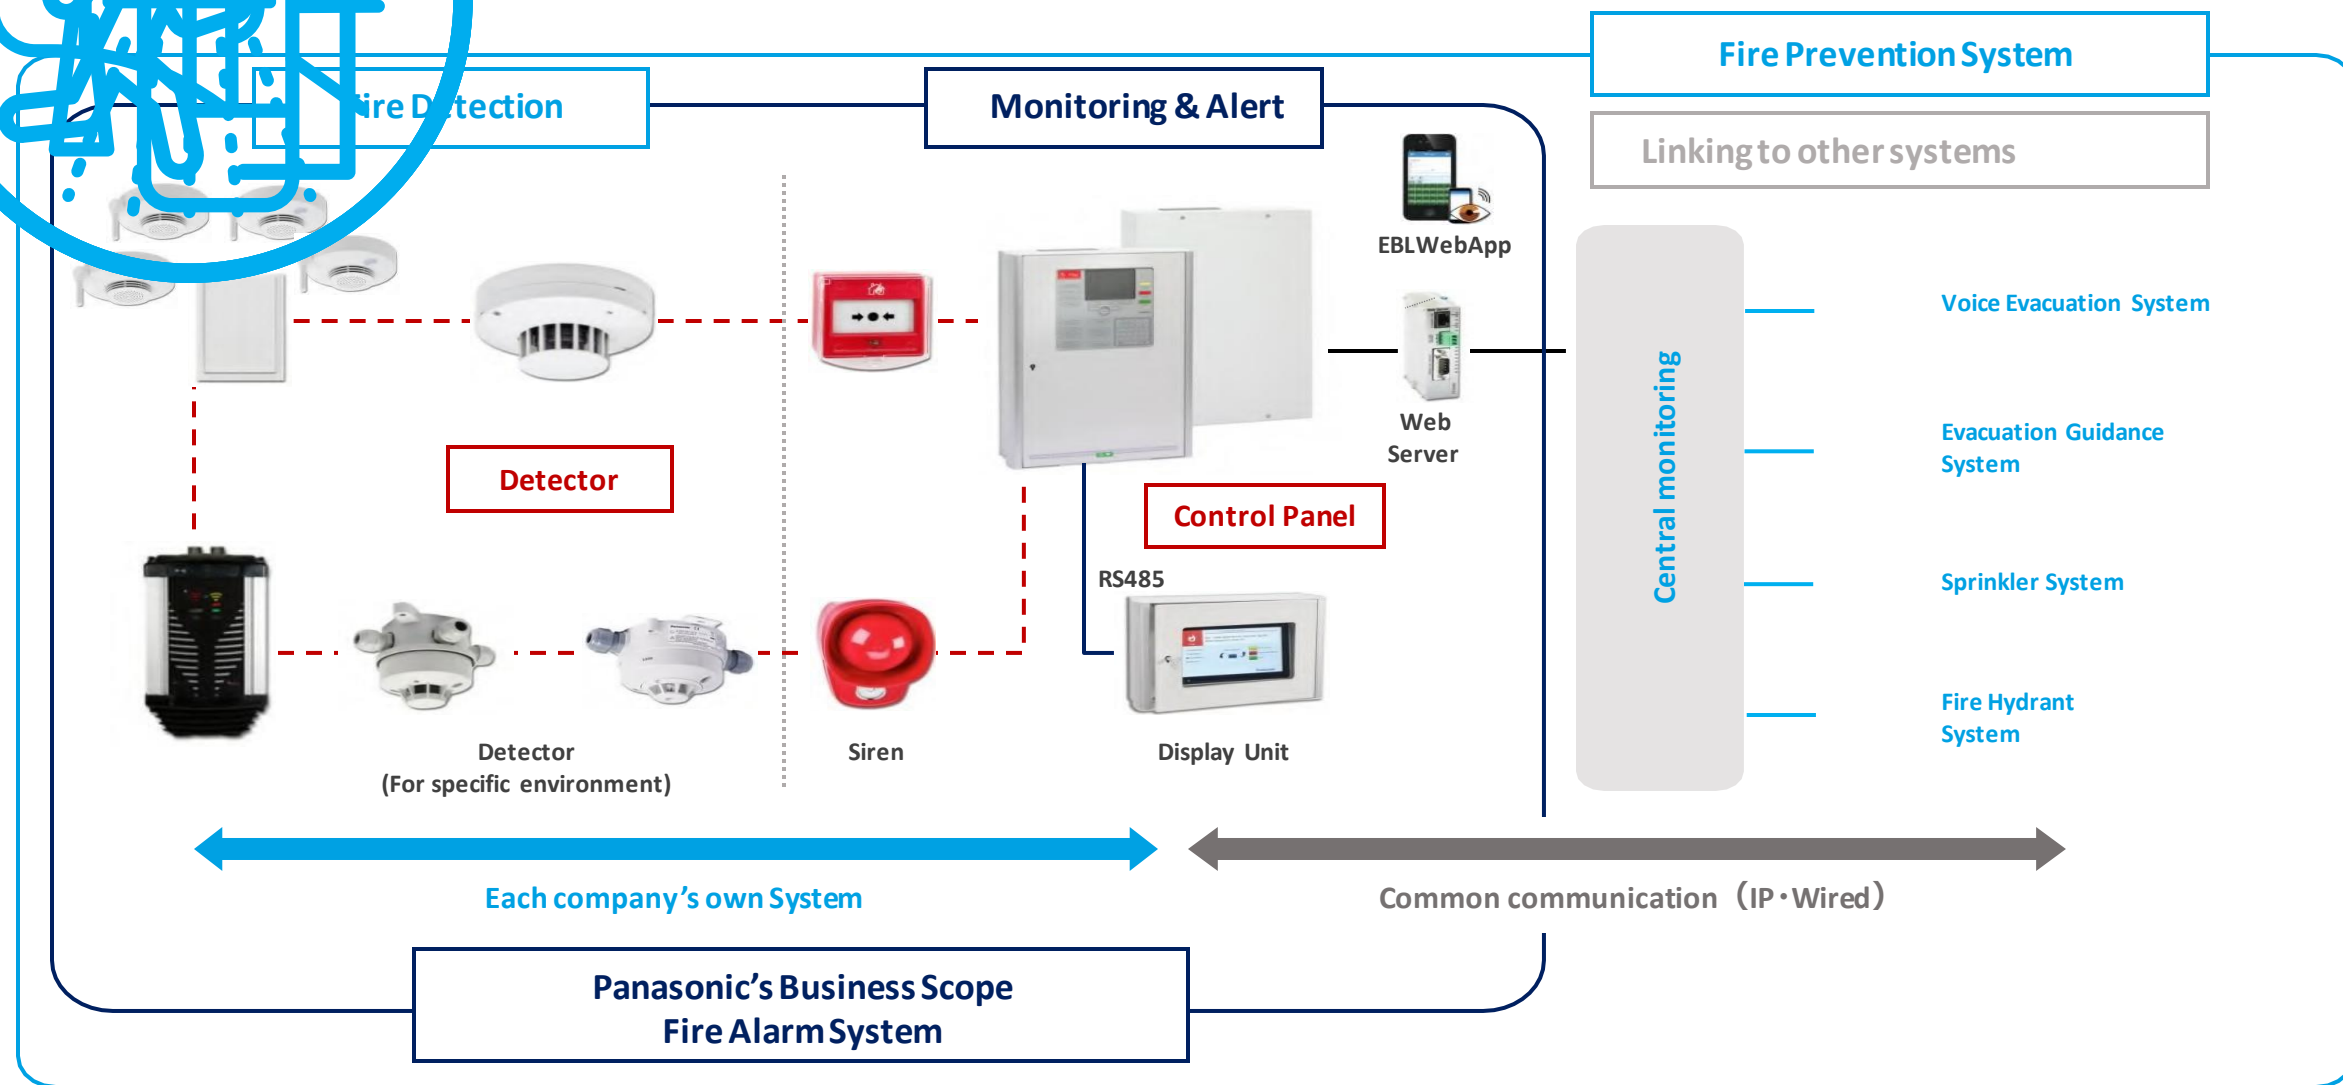 Fire Prevention System
Fire Detection
Monitoring & Alert
Linking to other systems
EBLWebApp
Voice Evacuation System
Web
Server
Evacuation Guidance
System
Detector
Control Panel
Central monitoring
RS485
Sprinkler System
Fire Hydrant
System
Detector
(For specific environment)
Siren
Display Unit
Each company's own System
Common communication（IP・Wired）
Panasonic's Business Scope
Fire Alarm System